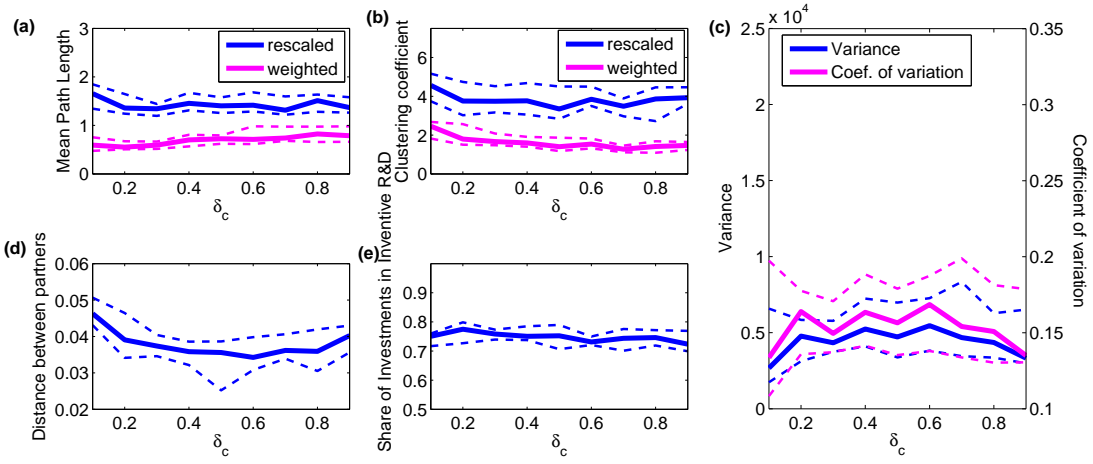 (a)
Mean Path Length
3
2
1
0
rescaled
weighted
0.2 0.4 0.6 0.8
δc
(b)
Clustering coefficient
6
4
2
0
rescaled
weighted
0.2 0.4 0.6 0.8
δc
(c)
x 10⁴
Variance
2.5
2
1.5
1
0.5
0
Variance
Coef. of variation
0.35
0.3
0.25
0.2
0.15
0.1
Coefficient of variation
0.2 0.4 0.6 0.8
δc
(d)
Distance between partners
0.06
0.05
0.04
0.03
0.02
0.2 0.4 0.6 0.8
δc
(e)
Share of Investments in Inventive R&D
0.9
0.8
0.7
0.6
0.5
0.2 0.4 0.6 0.8
δc